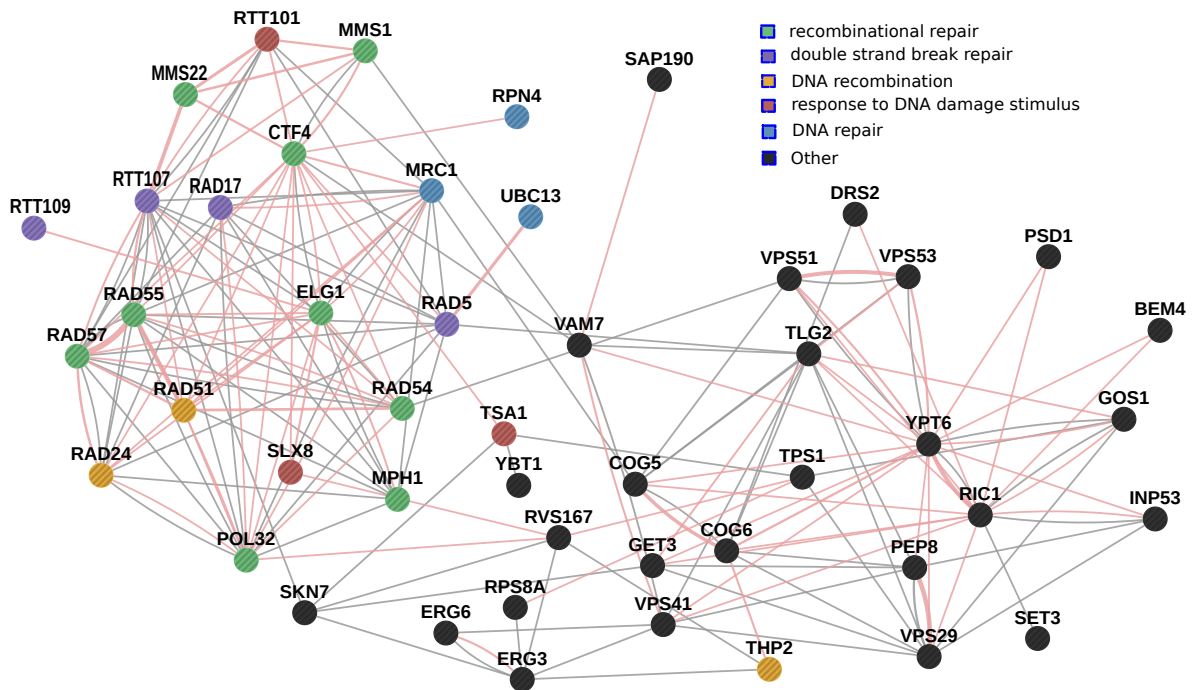 RTT101
MMS1
recombinational repair
double strand break repair
DNA recombination
response to DNA damage stimulus
DNA repair
Other
SAP190
MMS22
RPN4
CTF4
RTT107
RAD17
MRC1
UBC13
RTT109
DRS2
PSD1
VPS51
VPS53
RAD55
ELG1
RAD5
BEM4
RAD57
VAM7
TLG2
RAD51
RAD54
GOS1
TSA1
YPT6
RAD24
SLX8
MPH1
YBT1
COG5
TPS1
RIC1
INP53
RVS167
COG6
POL32
GET3
PEP8
SKN7
RPS8A
ERG6
VPS41
SET3
VPS29
ERG3
THP2